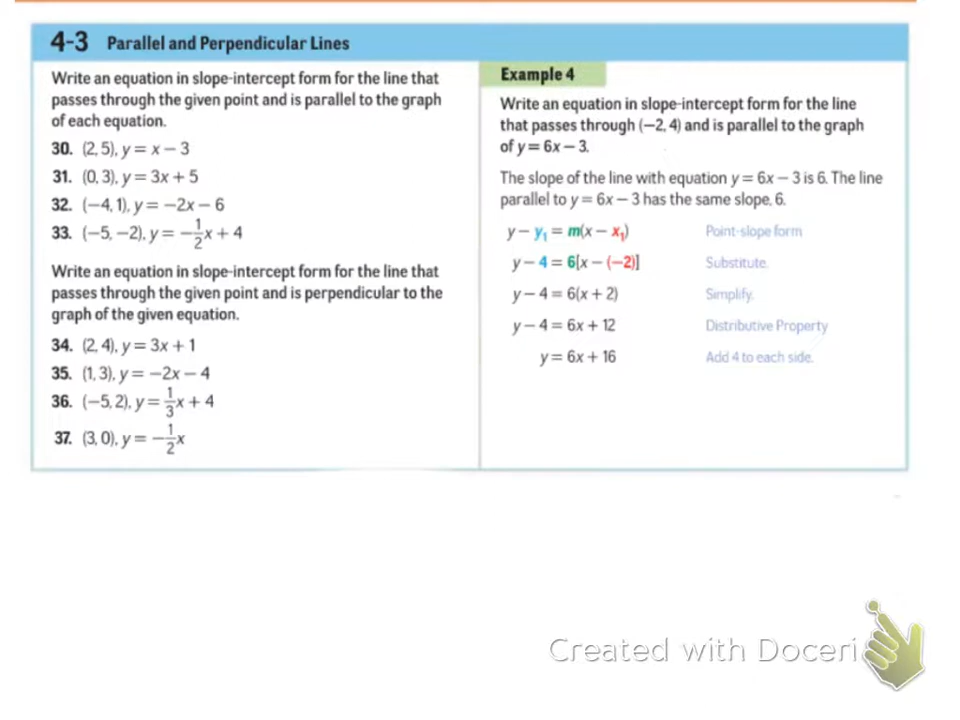 4-3 Parallel and Perpendicular Lines
Write an equation in slope-intercept form for the line that
passes through the given point and is parallel to the graph
of each equation.
30. (2, 5), y = x − 3
31. (0, 3), y = 3x + 5
32. (−4, 1), y = −2x − 6
33. (−5, −2), y = −1/2x + 4
Write an equation in slope-intercept form for the line that
passes through the given point and is perpendicular to the
graph of the given equation.
34. (2, 4), y = 3x + 1
35. (1, 3), y = −2x − 4
36. (−5, 2), y = 1/3x + 4
37. (3, 0), y = −1/2x
Example 4
Write an equation in slope-intercept form for the line
that passes through (−2, 4) and is parallel to the graph
of y = 6x − 3.
The slope of the line with equation y = 6x − 3 is 6. The line
parallel to y = 6x − 3 has the same slope, 6.
y − y₁ = m(x − x₁) Point-slope form
y − 4 = 6[x − (−2)] Substitute.
y − 4 = 6(x + 2) Simplify.
y − 4 = 6x + 12 Distributive Property
y = 6x + 16 Add 4 to each side.
Created with Doceri